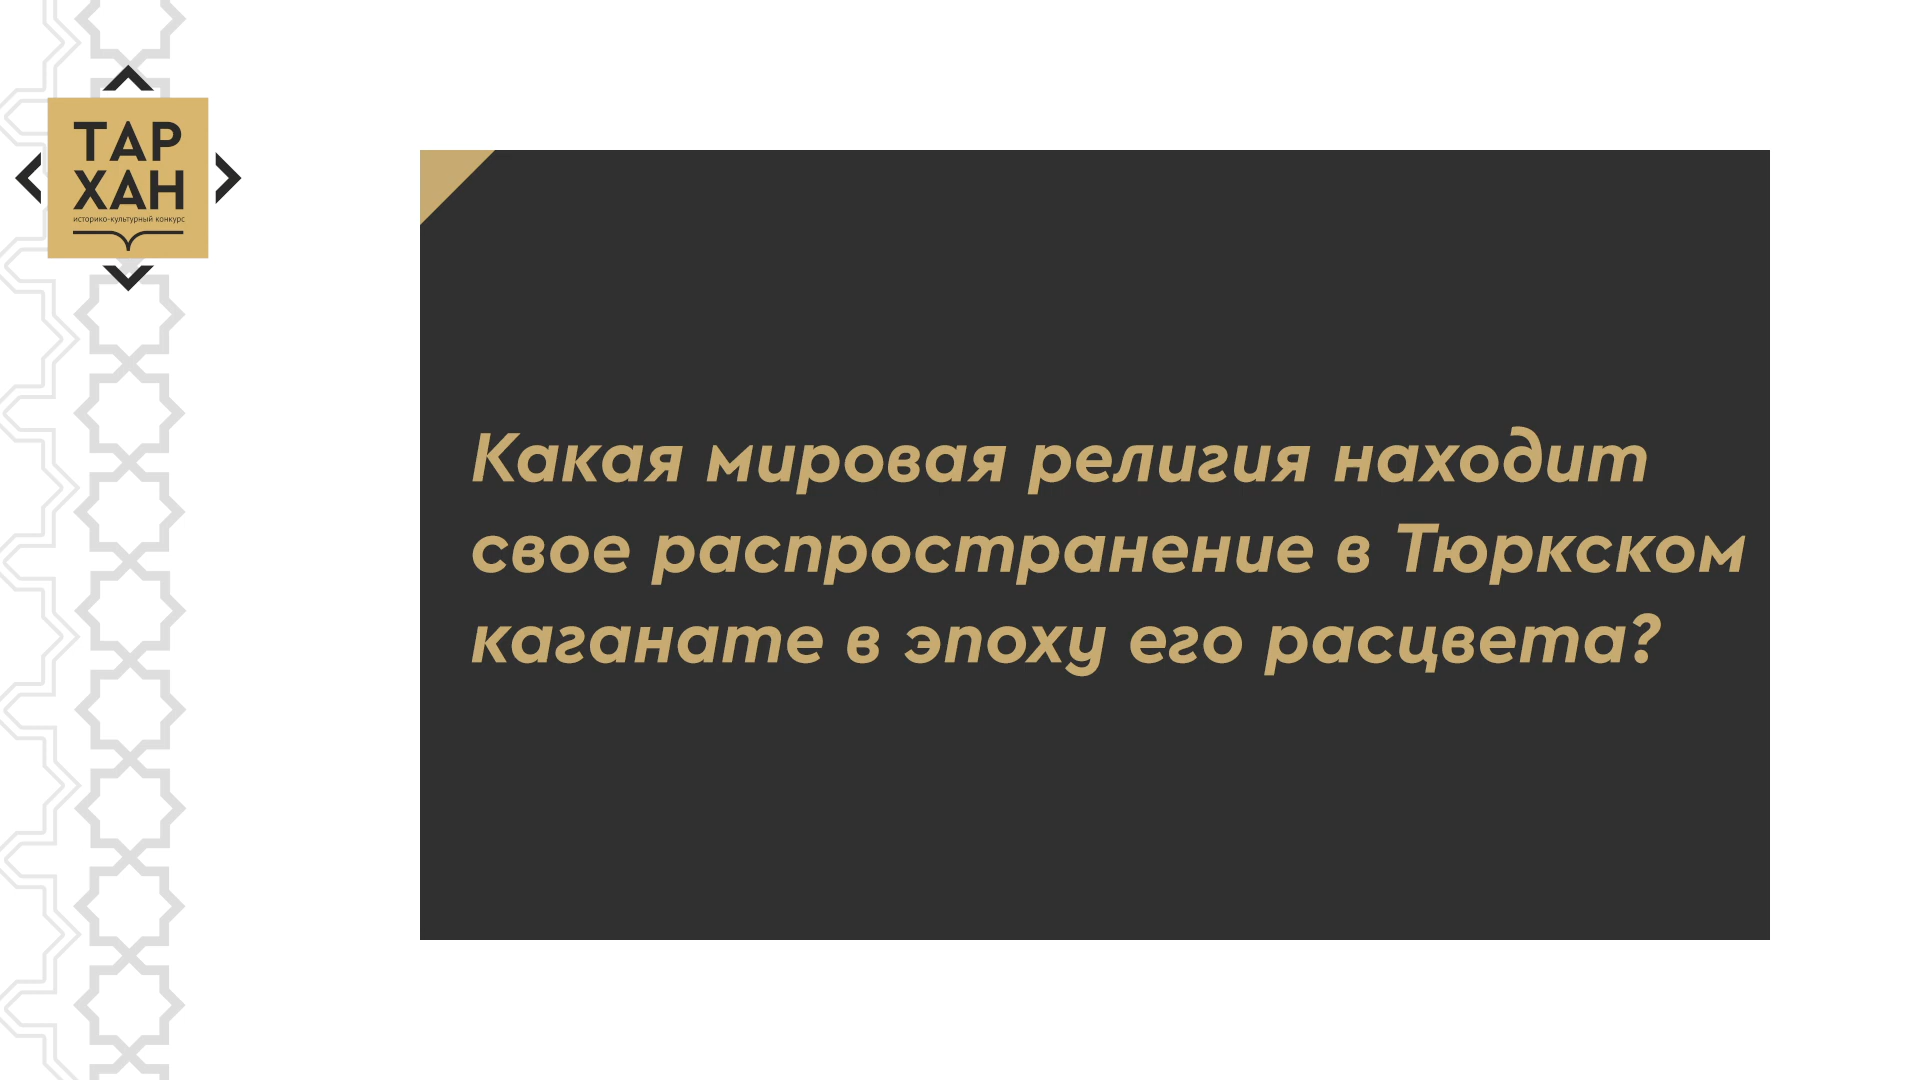 ТАР
ХАН
историко-культурный конкурс
Какая мировая религия находит
свое распространение в Тюркском
каганате в эпоху его расцвета?